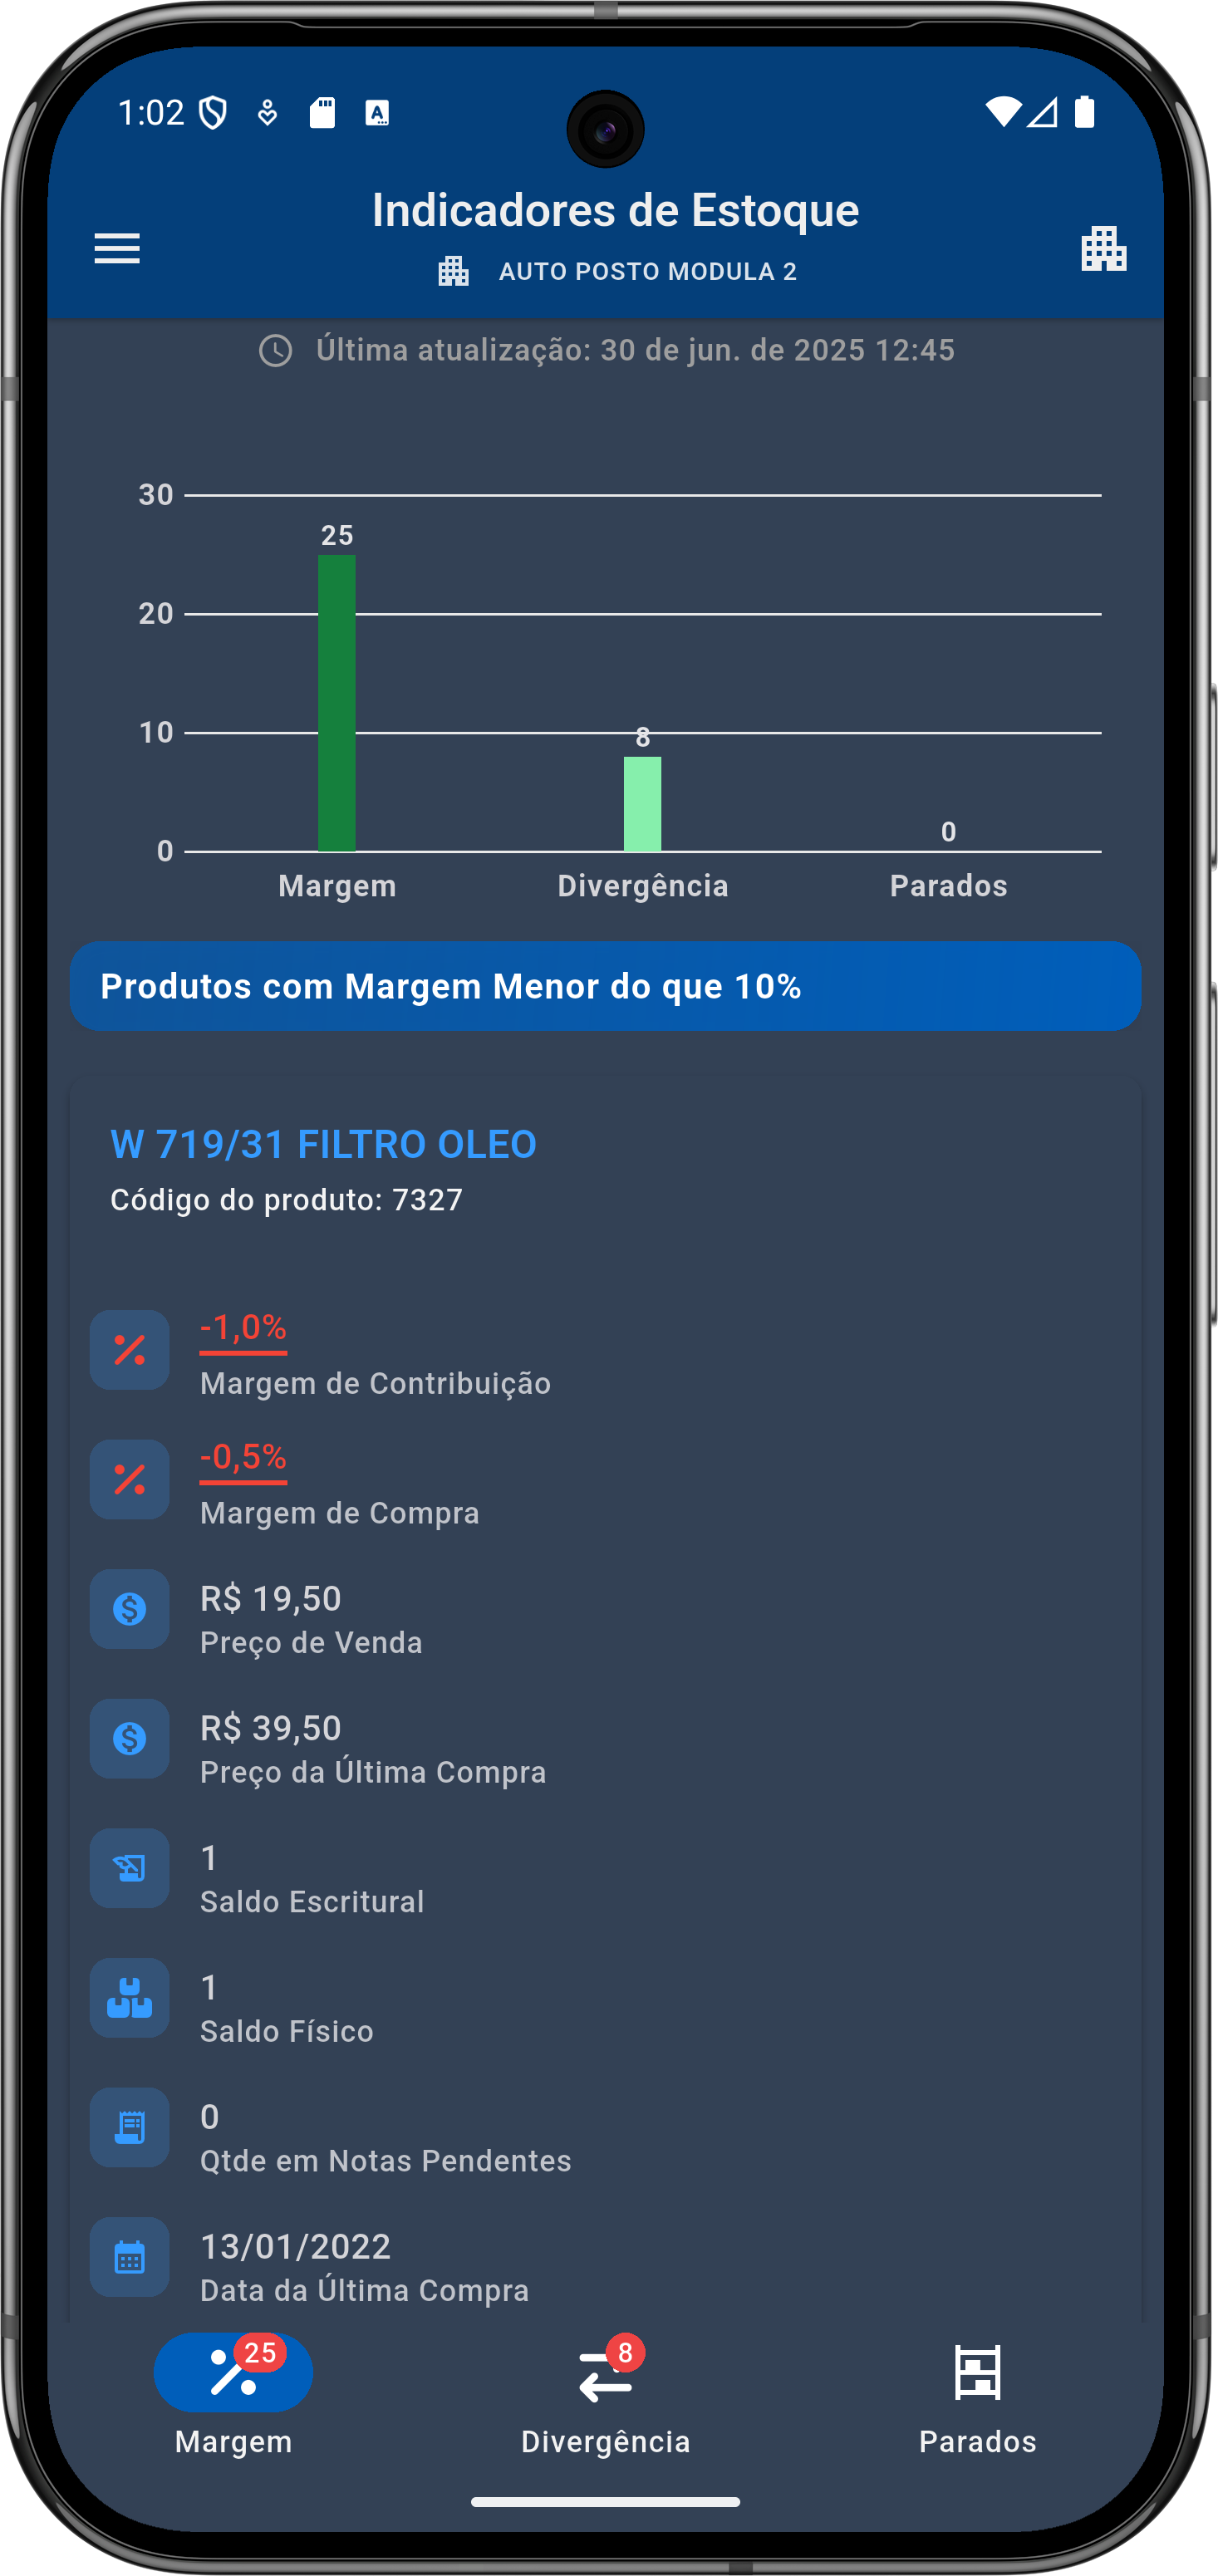 1:02
Indicadores de Estoque
AUTO POSTO MODULA 2
Última atualização: 30 de jun. de 2025 12:45
30
25
20
10
8
0
0
Margem Divergência Parados
Produtos com Margem Menor do que 10%
W 719/31 FILTRO OLEO
Código do produto: 7327
-1,0%
Margem de Contribuição
-0,5%
Margem de Compra
R$ 19,50
Preço de Venda
R$ 39,50
Preço da Última Compra
1
Saldo Escritural
1
Saldo Físico
0
Qtde em Notas Pendentes
13/01/2022
Data da Última Compra
25 8
Margem Divergência Parados